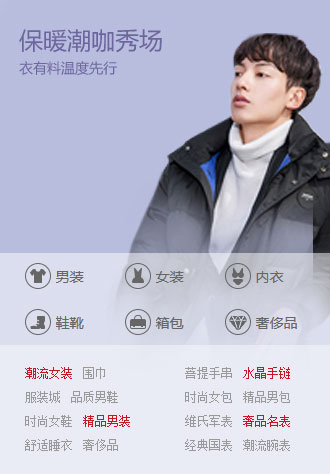 保暖潮咖秀场
衣有料温度先行
男装 女装 内衣
鞋靴 箱包 奢侈品
潮流女装 围巾 菩提手串 水晶手链
服装城 品质男鞋 时尚女包 精品男包
时尚女鞋 精品男装 维氏军表 奢品名表
舒适睡衣 奢侈品 经典国表 潮流腕表